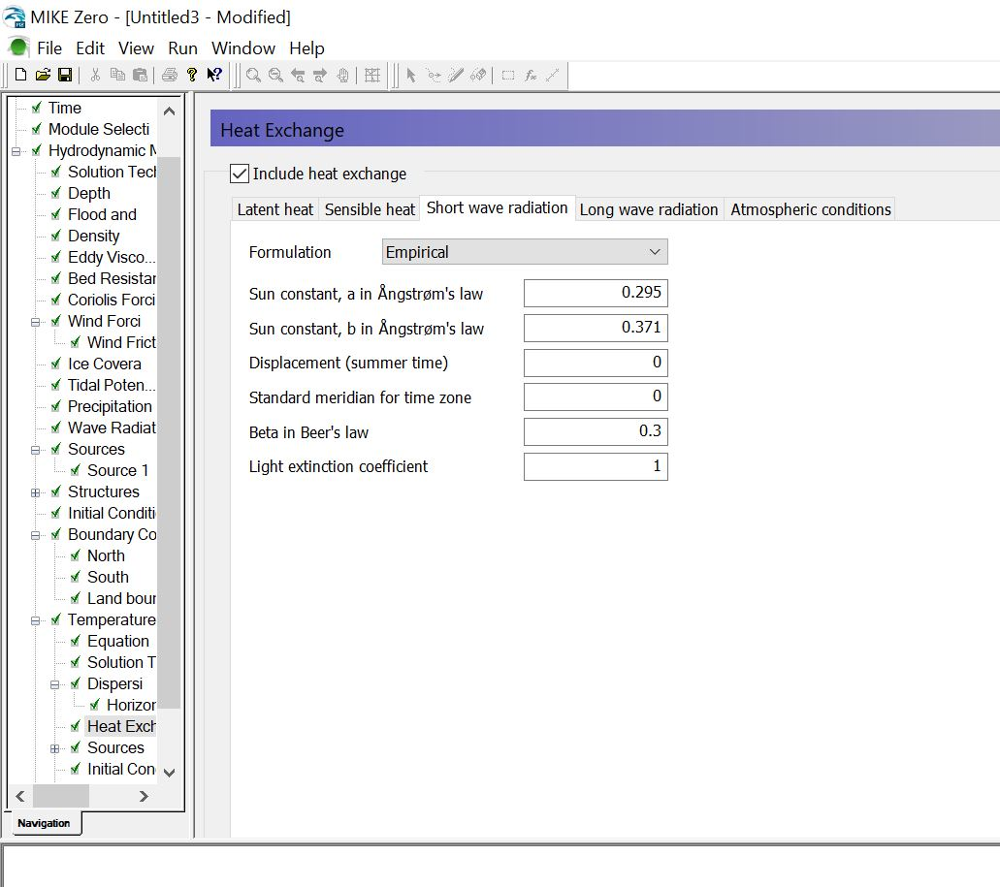 MIKE Zero - [Untitled3 - Modified]
File Edit View Run Window Help
Time
Module Selecti
Hydrodynamic M
Solution Tech
Depth
Flood and
Density
Eddy Visco...
Bed Resistar
Coriolis Forci
Wind Forci
Wind Frict
Ice Covera
Tidal Poten...
Precipitation
Wave Radiat
Sources
Source 1
Structures
Initial Conditi
Boundary Co
North
South
Land bour
Temperature
Equation
Solution T
Dispersi
Horizor
Heat Exch
Sources
Initial Con
Navigation
Heat Exchange
Include heat exchange
Latent heat Sensible heat Short wave radiation Long wave radiation Atmospheric conditions
Formulation Empirical
Sun constant, a in Ångstrøm's law 0.295
Sun constant, b in Ångstrøm's law 0.371
Displacement (summer time) 0
Standard meridian for time zone 0
Beta in Beer's law 0.3
Light extinction coefficient 1